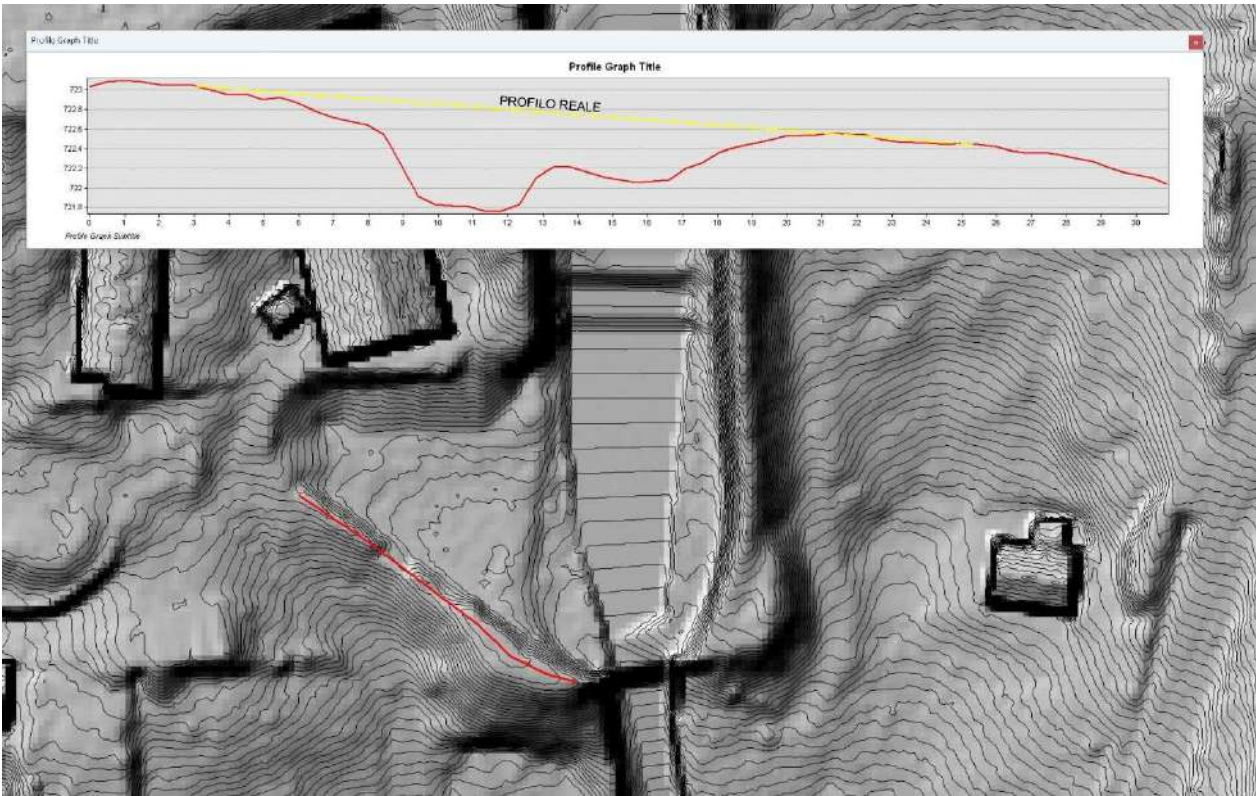 Profile Graph Title
Profile Graph Title
PROFILO REALE
723
722.8
722.6
722.4
722.2
722
721.8
0 1 2 3 4 5 6 7 8 9 10 11 12 13 14 15 16 17 18 19 20 21 22 23 24 25 26 27 28 29 30
Profile Graph Subtitle